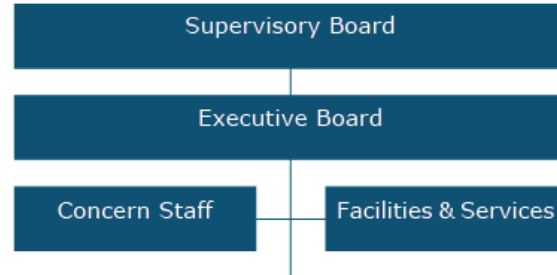 Supervisory Board
Executive Board
Concern Staff
Facilities & Services